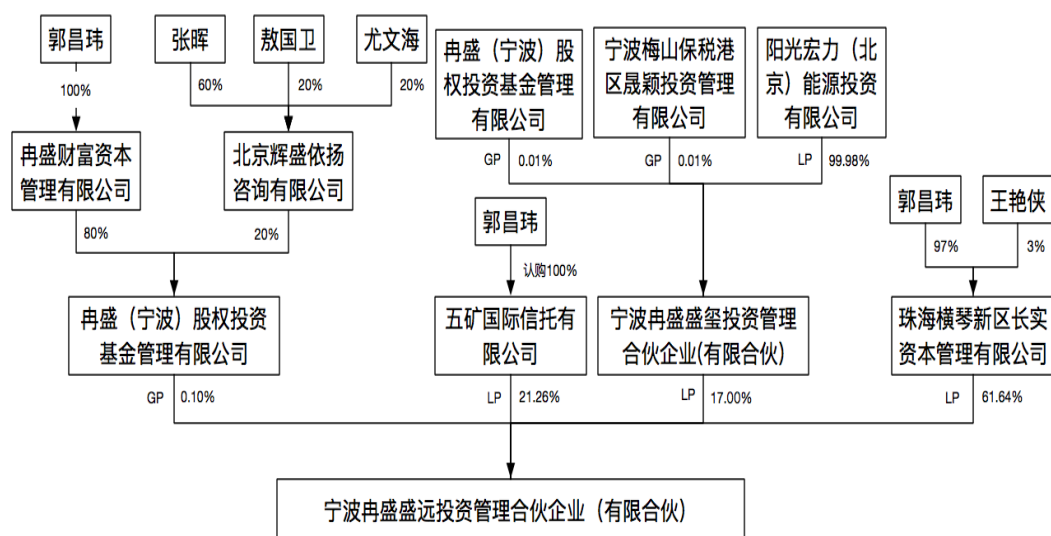 郭昌玮
张晖
敖国卫
尤文海
冉盛（宁波）股
权投资基金管理
有限公司
宁波梅山保税港
区晟颖投资管理
有限公司
阳光宏力（北
京）能源投资
有限公司
100%
60%
20%
20%
冉盛财富资本
管理有限公司
北京辉盛依扬
咨询有限公司
GP
0.01%
GP
0.01%
LP
99.98%
80%
20%
郭昌玮
郭昌玮
王艳侠
认购100%
97%
3%
冉盛（宁波）股权投资
基金管理有限公司
五矿国际信托有
限公司
宁波冉盛盛玺投资管理
合伙企业(有限合伙)
珠海横琴新区长实
资本管理有限公司
GP
0.10%
LP
21.26%
LP
17.00%
LP
61.64%
宁波冉盛盛远投资管理合伙企业（有限合伙）